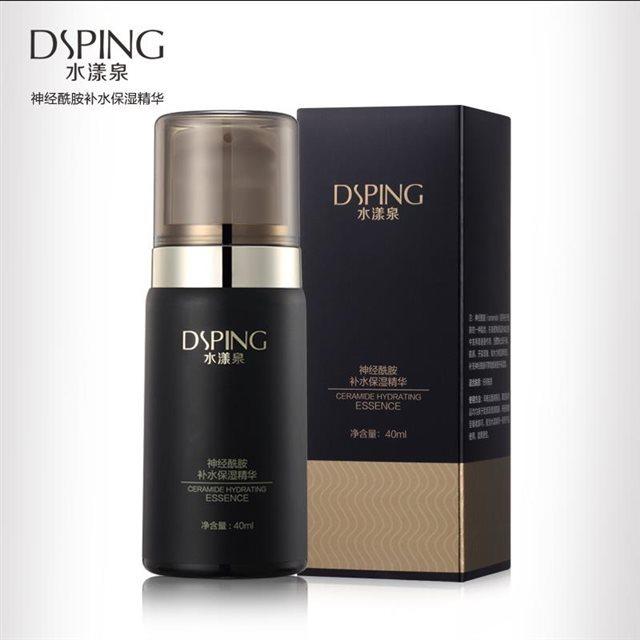 DSPING
水漾泉
神经酰胺补水保湿精华
DSPING
水漾泉
神经酰胺
补水保湿精华
CERAMIDE HYDRATING
ESSENCE
净含量：40ml
DSPING
水漾泉
神经酰胺
补水保湿精华
CERAMIDE HYDRATING
ESSENCE
净含量：40ml